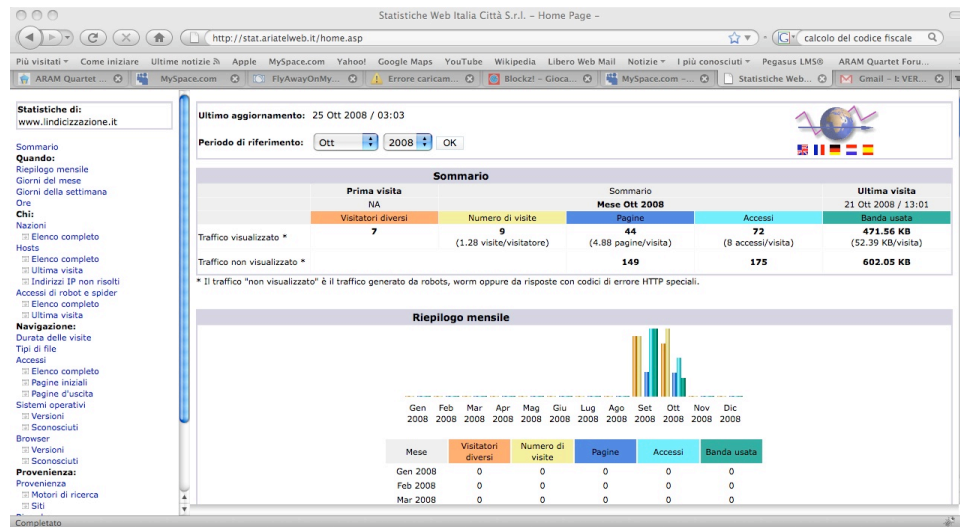 Statistiche Web Italia Città S.r.l. – Home Page –
http://stat.ariatelweb.it/home.asp
calcolo del codice fiscale
Più visitati Come iniziare Ultime notizie Apple MySpace.com Yahoo! Google Maps YouTube Wikipedia Libero Web Mail Notizie I più conosciuti Pegasus LMS® ARAM Quartet Foru...
ARAM Quartet ... MySpace.com FlyAwayOnMy... Errore caricam... Blockz! – Gioca... MySpace.com –... Statistiche Web... Gmail – I: VER...
Statistiche di:
www.lindicizzazione.it
Sommario
Quando:
Riepilogo mensile
Giorni del mese
Giorni della settimana
Ore
Chi:
Nazioni
Elenco completo
Hosts
Elenco completo
Ultima visita
Indirizzi IP non risolti
Accessi di robot e spider
Elenco completo
Ultima visita
Navigazione:
Durata delle visite
Tipi di file
Accessi
Elenco completo
Pagine iniziali
Pagine d'uscita
Sistemi operativi
Versioni
Sconosciuti
Browser
Versioni
Sconosciuti
Provenienza:
Provenienza
Motori di ricerca
Siti
Ultimo aggiornamento: 25 Ott 2008 / 03:03
Periodo di riferimento: Ott 2008 OK
Sommario
Prima visita Sommario Ultima visita
NA Mese Ott 2008 21 Ott 2008 / 13:01
Visitatori diversi Numero di visite Pagine Accessi Banda usata
Traffico visualizzato * 7 9 44 72 471.56 KB
(1.28 visite/visitatore) (4.88 pagine/visita) (8 accessi/visita) (52.39 KB/visita)
Traffico non visualizzato * 149 175 602.05 KB
* Il traffico "non visualizzato" è il traffico generato da robots, worm oppure da risposte con codici di errore HTTP speciali.
Riepilogo mensile
Gen Feb Mar Apr Mag Giu Lug Ago Set Ott Nov Dic
2008 2008 2008 2008 2008 2008 2008 2008 2008 2008 2008 2008
Mese Visitatori diversi Numero di visite Pagine Accessi Banda usata
Gen 2008 0 0 0 0 0
Feb 2008 0 0 0 0 0
Mar 2008 0 0 0 0 0
Completato